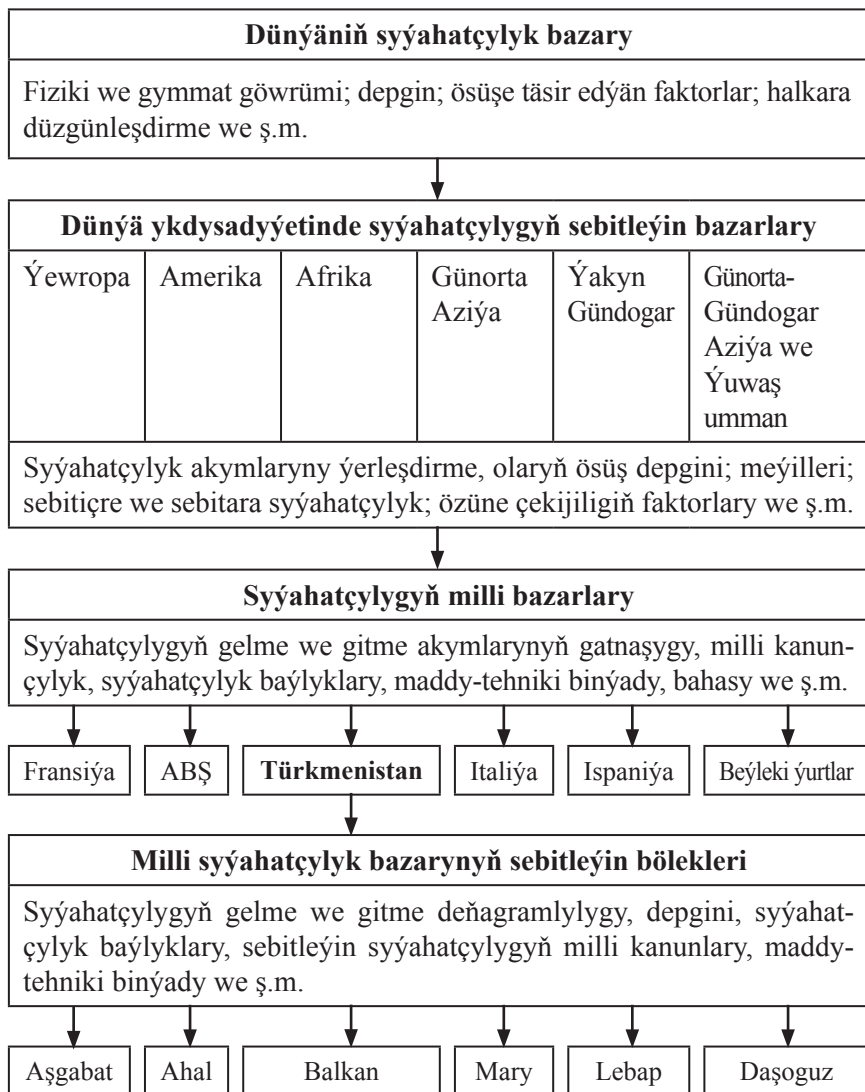 Dünýäniň syýahatçylyk bazary
Fiziki we gymmat göwrümi; depgin; ösüşe täsir edýän faktorlar; halkara
düzgünleşdirme we ş.m.
Dünýä ykdysadyýetinde syýahatçylygyň sebitleýin bazarlary
Ýewropa
Amerika
Afrika
Günorta
Aziýa
Ýakyn
Gündogar
Günorta-
Gündogar
Aziýa we
Ýuwaş
umman
Syýahatçylyk akymlaryny ýerleşdirme, olaryň ösüş depgini; meýilleri;
sebitiçre we sebitara syýahatçylyk; özüne çekijiligiň faktorlary we ş.m.
Syýahatçylygyň milli bazarlary
Syýahatçylygyň gelme we gitme akymlarynyň gatnaşygy, milli kanun-
çylyk, syýahatçylyk baýlyklary, maddy-tehniki binýady, bahasy we ş.m.
Fransiýa
ABŞ
Türkmenistan
Italiýa
Ispaniýa
Beýleki ýurtlar
Milli syýahatçylyk bazarynyň sebitleýin bölekleri
Syýahatçylygyň gelme we gitme deňagramlylygy, depgini, syýahat-
çylyk baýlyklary, sebitleýin syýahatçylygyň milli kanunlary, maddy-
tehniki binýady we ş.m.
Aşgabat
Ahal
Balkan
Mary
Lebap
Daşoguz